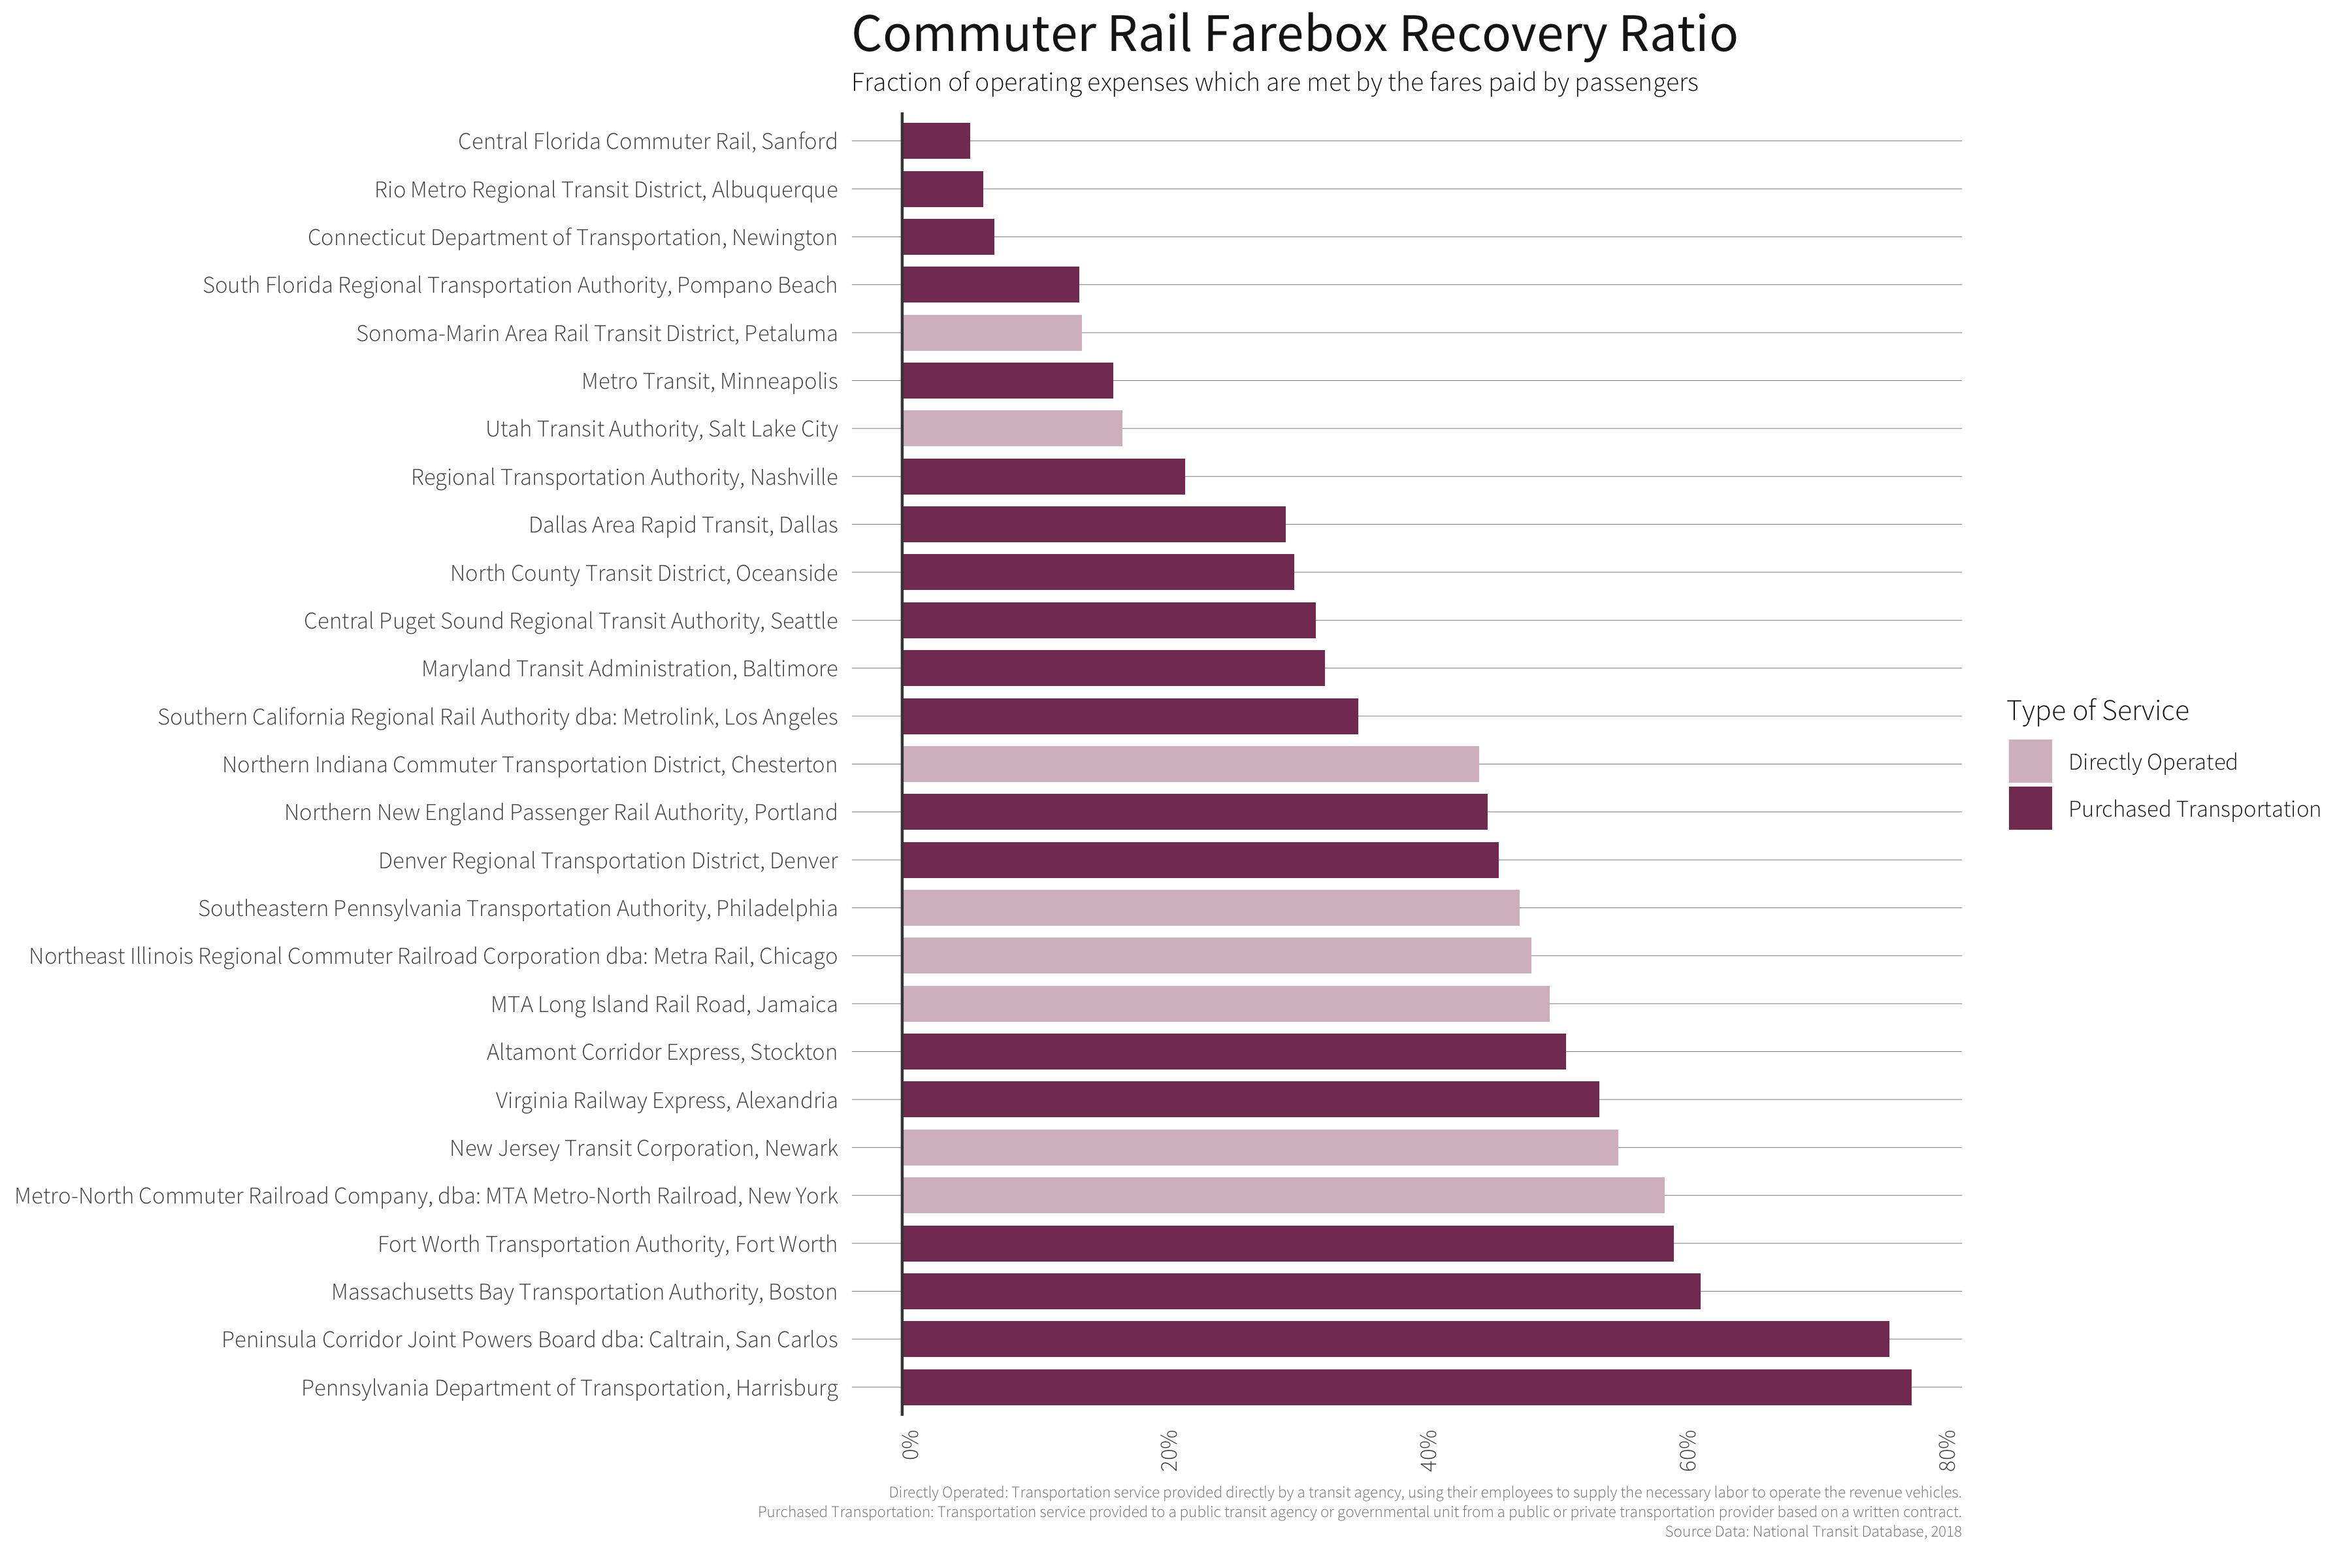 Commuter Rail Farebox Recovery Ratio
Fraction of operating expenses which are met by the fares paid by passengers
Central Florida Commuter Rail, Sanford
Rio Metro Regional Transit District, Albuquerque
Connecticut Department of Transportation, Newington
South Florida Regional Transportation Authority, Pompano Beach
Sonoma-Marin Area Rail Transit District, Petaluma
Metro Transit, Minneapolis
Utah Transit Authority, Salt Lake City
Regional Transportation Authority, Nashville
Dallas Area Rapid Transit, Dallas
North County Transit District, Oceanside
Central Puget Sound Regional Transit Authority, Seattle
Maryland Transit Administration, Baltimore
Southern California Regional Rail Authority dba: Metrolink, Los Angeles
Northern Indiana Commuter Transportation District, Chesterton
Northern New England Passenger Rail Authority, Portland
Denver Regional Transportation District, Denver
Southeastern Pennsylvania Transportation Authority, Philadelphia
Northeast Illinois Regional Commuter Railroad Corporation dba: Metra Rail, Chicago
MTA Long Island Rail Road, Jamaica
Altamont Corridor Express, Stockton
Virginia Railway Express, Alexandria
New Jersey Transit Corporation, Newark
Metro-North Commuter Railroad Company, dba: MTA Metro-North Railroad, New York
Fort Worth Transportation Authority, Fort Worth
Massachusetts Bay Transportation Authority, Boston
Peninsula Corridor Joint Powers Board dba: Caltrain, San Carlos
Pennsylvania Department of Transportation, Harrisburg
0%
20%
40%
60%
80%
Type of Service
Directly Operated
Purchased Transportation
Directly Operated: Transportation service provided directly by a transit agency, using their employees to supply the necessary labor to operate the revenue vehicles.
Purchased Transportation: Transportation service provided to a public transit agency or governmental unit from a public or private transportation provider based on a written contract.
Source Data: National Transit Database, 2018